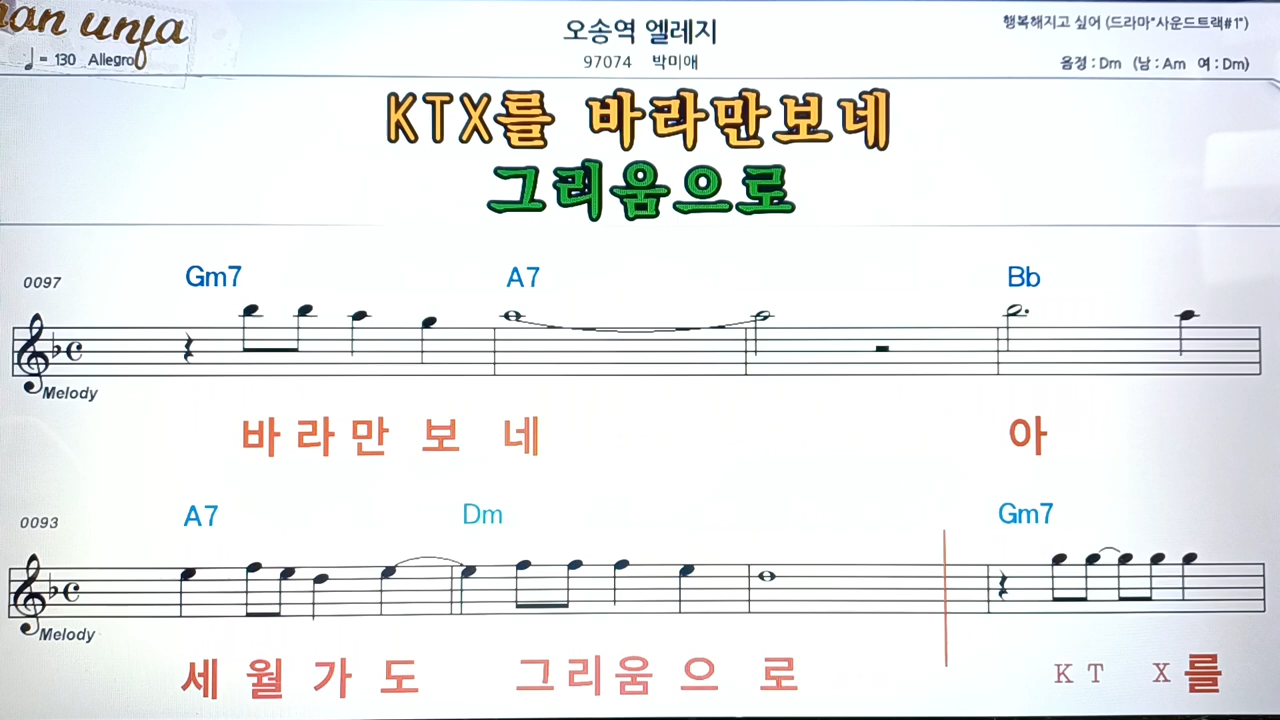 an unja
오송역 엘레지
행복해지고 싶어 (드라마"사운드트랙#1")
♩ = 130 Allegro
97074 박미애
음정 : Dm (남 : Am 여 : Dm)
KTX를 바라만보네
그리움으로
0097 Gm7 A7 Bb
Melody
바 라 만 보 네 아
0093 A7 Dm Gm7
Melody
세 월 가 도 그 리 움 으 로 K T X 를